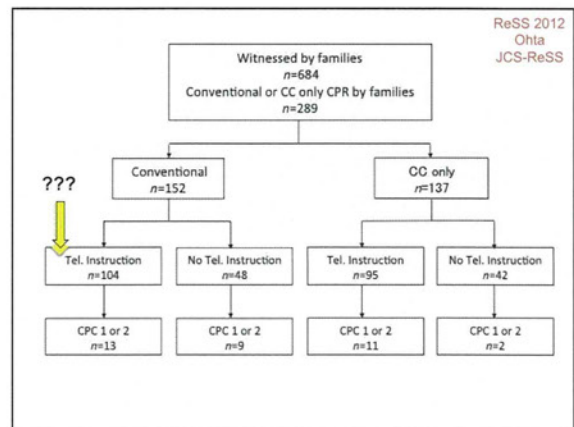 ReSS 2012
Ohta
JCS-ReSS
Witnessed by families
n=684
Conventional or CC only CPR by families
n=289
???
Conventional
n=152
CC only
n=137
Tel. Instruction
n=104
No Tel. Instruction
n=48
Tel. Instruction
n=95
No Tel. Instruction
n=42
CPC 1 or 2
n=13
CPC 1 or 2
n=9
CPC 1 or 2
n=11
CPC 1 or 2
n=2